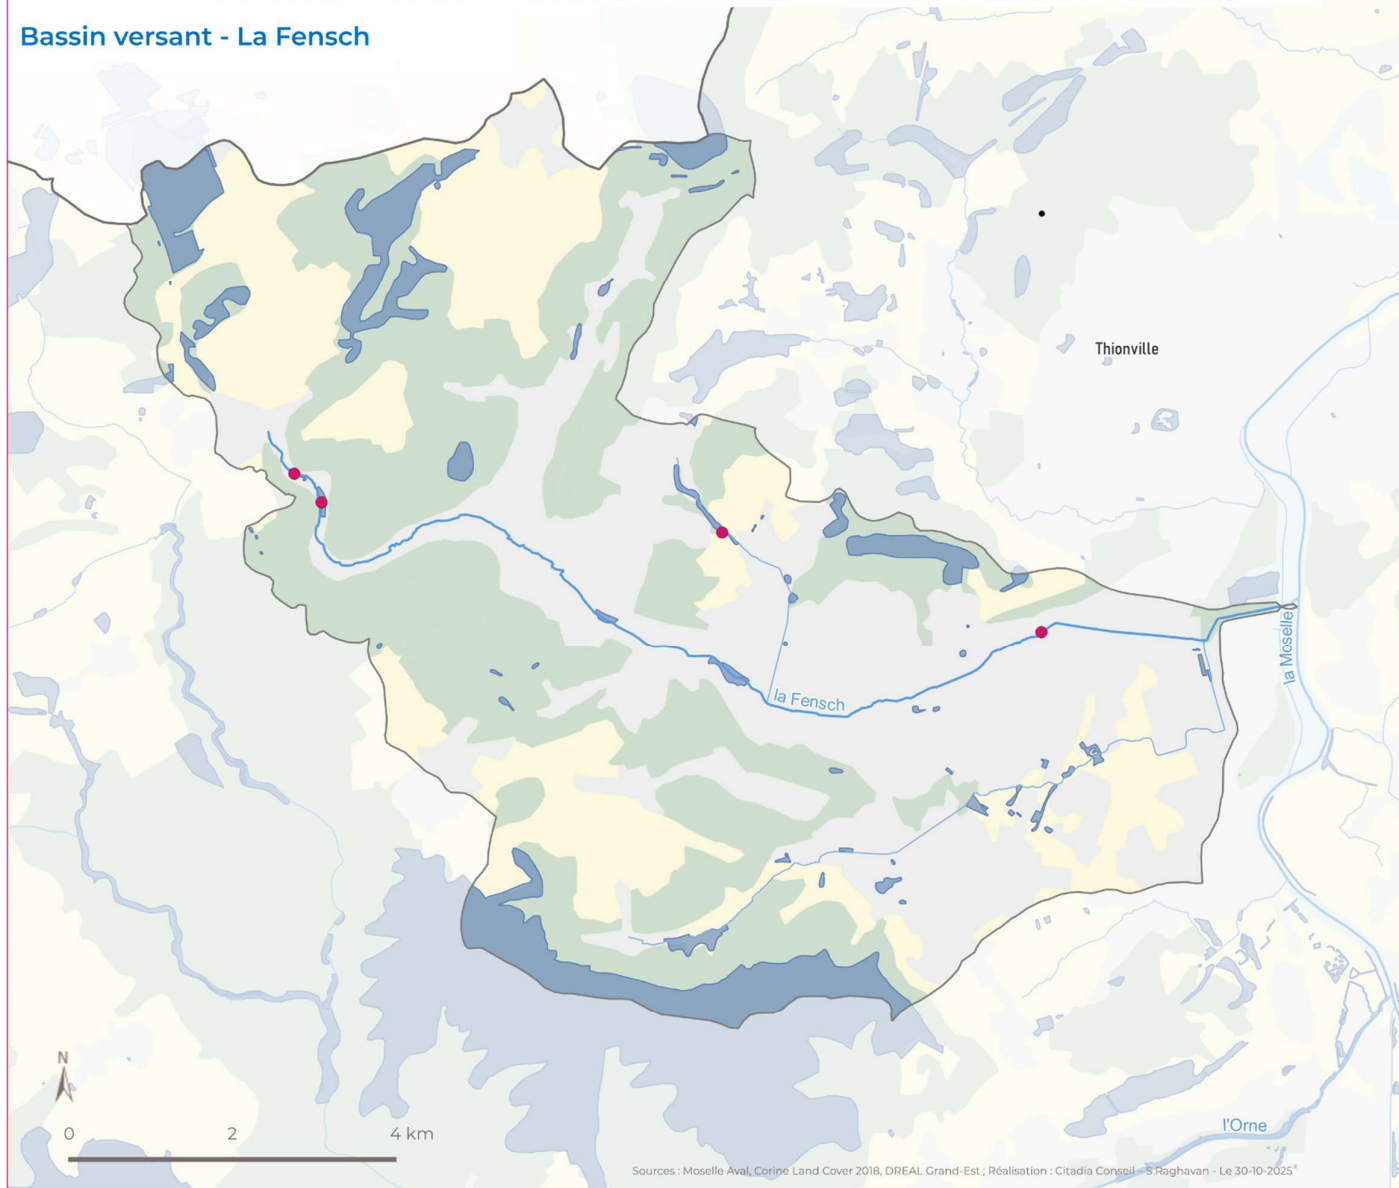 Bassin versant - La Fensch
Thionville
la Moselle
la Fensch
N
0 2 4 km
l'Orne
Sources : Moselle Aval, Corine Land Cover 2018, DREAL Grand-Est ; Réalisation : Citadia Conseil - S.Raghavan - Le 30-10-2025